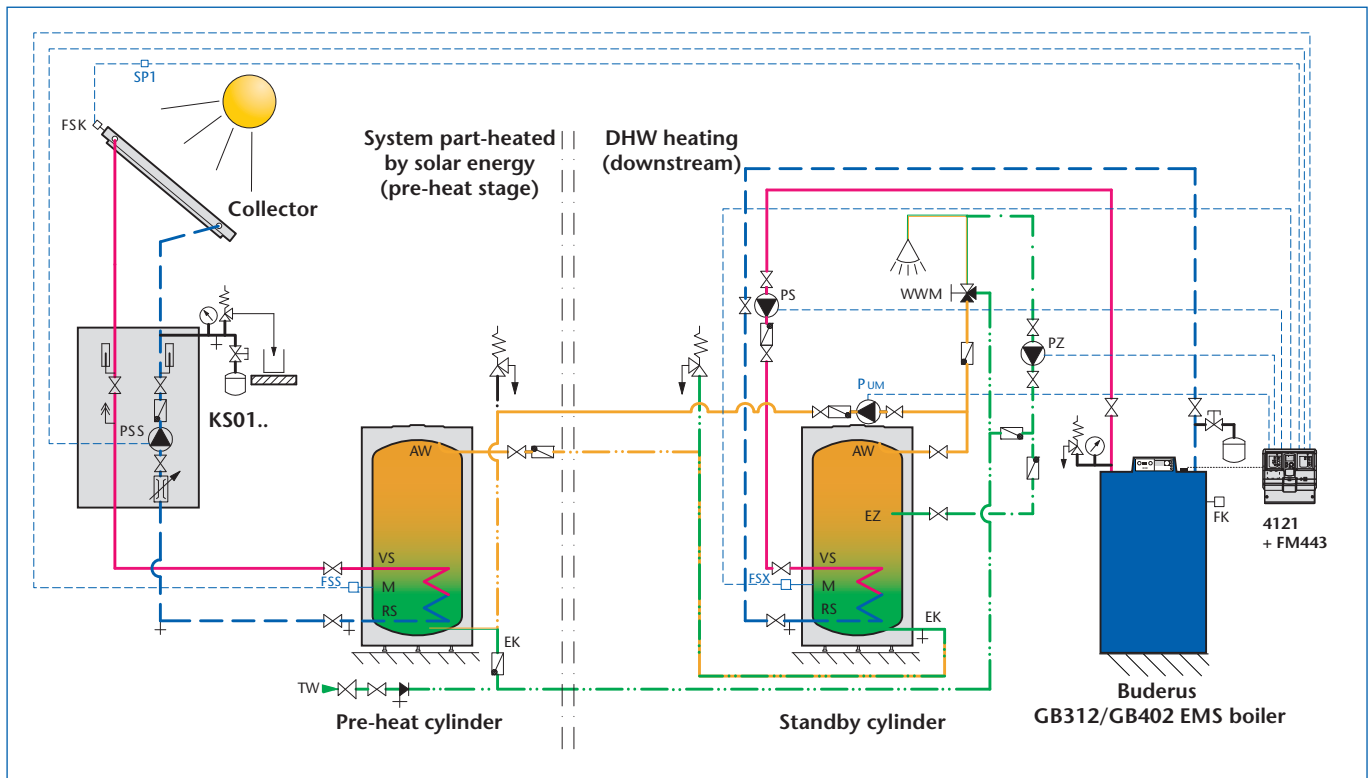 SP1
FSK
System part-heated
by solar energy
(pre-heat stage)
DHW heating
(downstream)
Collector
PS
WWM
PZ
PUM
KS01..
PSS
AW
AW
EZ
FK
4121
+ FM443
VS
FSS
M
RS
EK
VS
FSX
M
RS
EK
TW
Pre-heat cylinder
Standby cylinder
Buderus
GB312/GB402 EMS boiler